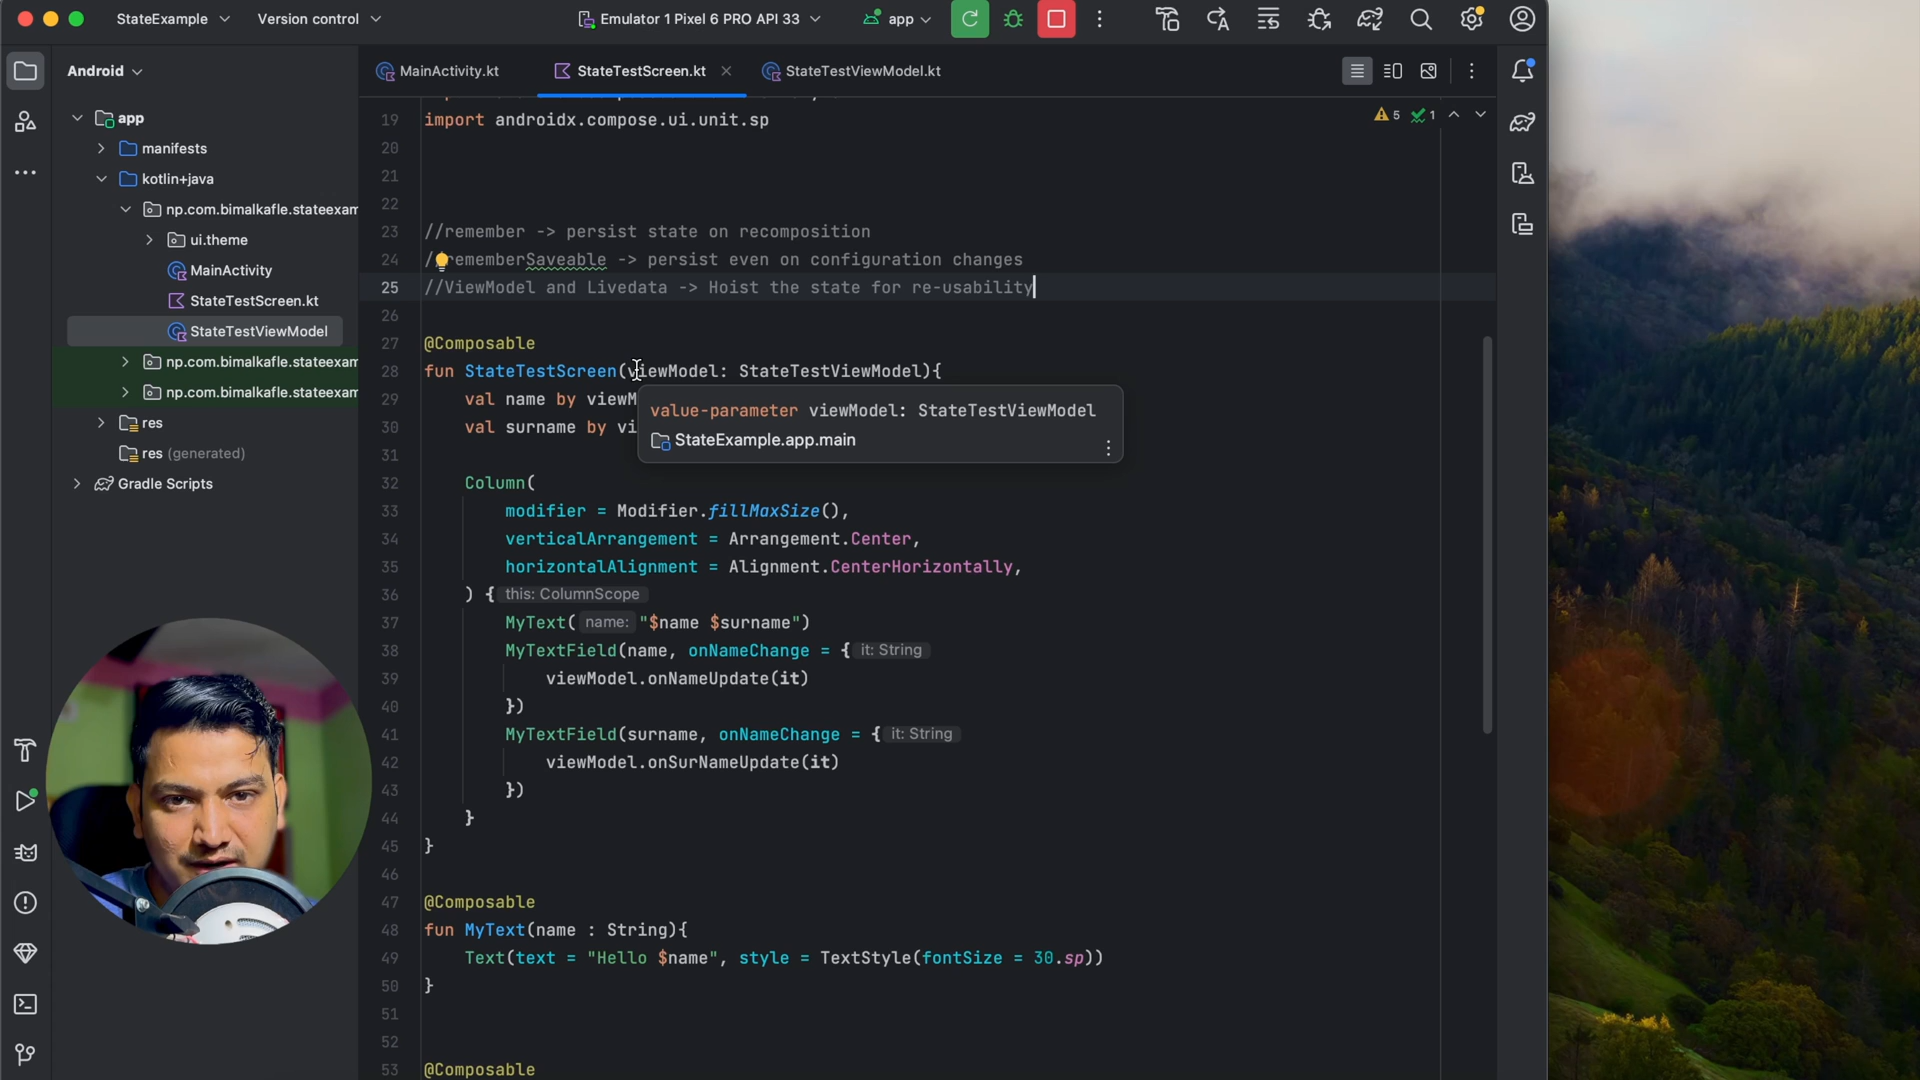 StateExample
Version control
Emulator 1 Pixel 6 PRO API 33
app
Android
MainActivity.kt
StateTestScreen.kt
StateTestViewModel.kt
app
manifests
kotlin+java
np.com.bimalkafle.stateexam
ui.theme
MainActivity
StateTestScreen.kt
StateTestViewModel
np.com.bimalkafle.stateexam
np.com.bimalkafle.stateexam
res
res (generated)
Gradle Scripts
5 1
19 import androidx.compose.ui.unit.sp
20
21
22
23 //remember -> persist state on recomposition
24 /rememberSaveable -> persist even on configuration changes
25 //ViewModel and Livedata -> Hoist the state for re-usability
26
27 @Composable
28 fun StateTestScreen(viewModel: StateTestViewModel){
29 val name by viewM
30 val surname by vi
value-parameter viewModel: StateTestViewModel
StateExample.app.main
31
32 Column(
33 modifier = Modifier.fillMaxSize(),
34 verticalArrangement = Arrangement.Center,
35 horizontalAlignment = Alignment.CenterHorizontally,
36 ) { this: ColumnScope
37 MyText( name: "$name $surname")
38 MyTextField(name, onNameChange = { it: String
39 viewModel.onNameUpdate(it)
40 })
41 MyTextField(surname, onNameChange = { it: String
42 viewModel.onSurNameUpdate(it)
43 })
44 }
45 }
46
47 @Composable
48 fun MyText(name : String){
49 Text(text = "Hello $name", style = TextStyle(fontSize = 30.sp))
50 }
51
52
53 @Composable